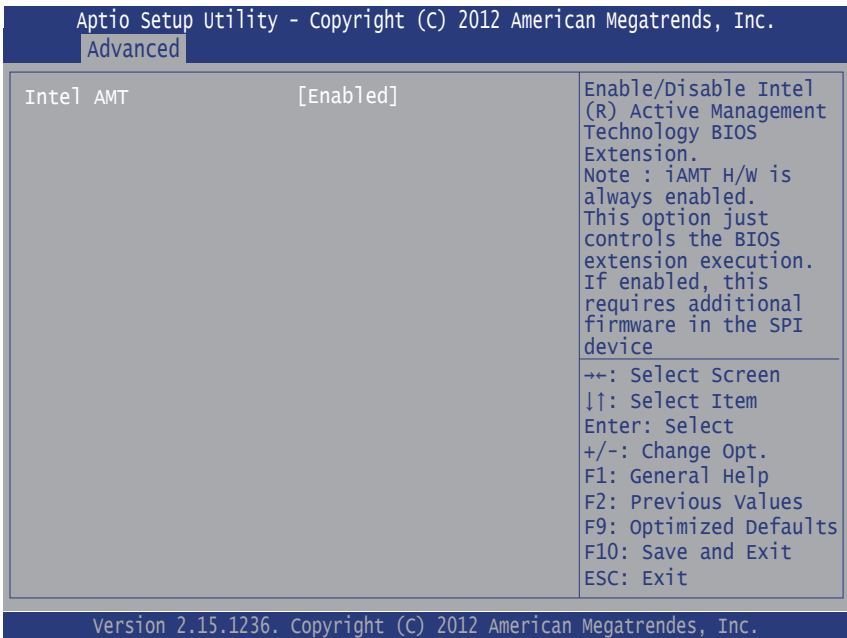 Aptio Setup Utility - Copyright (C) 2012 American Megatrends, Inc.
Advanced
Intel AMT [Enabled]
Enable/Disable Intel
(R) Active Management
Technology BIOS
Extension.
Note : iAMT H/W is
always enabled.
This option just
controls the BIOS
extension execution.
If enabled, this
requires additional
firmware in the SPI
device
→←: Select Screen
↓↑: Select Item
Enter: Select
+/-: Change Opt.
F1: General Help
F2: Previous Values
F9: Optimized Defaults
F10: Save and Exit
ESC: Exit
Version 2.15.1236. Copyright (C) 2012 American Megatrendes, Inc.